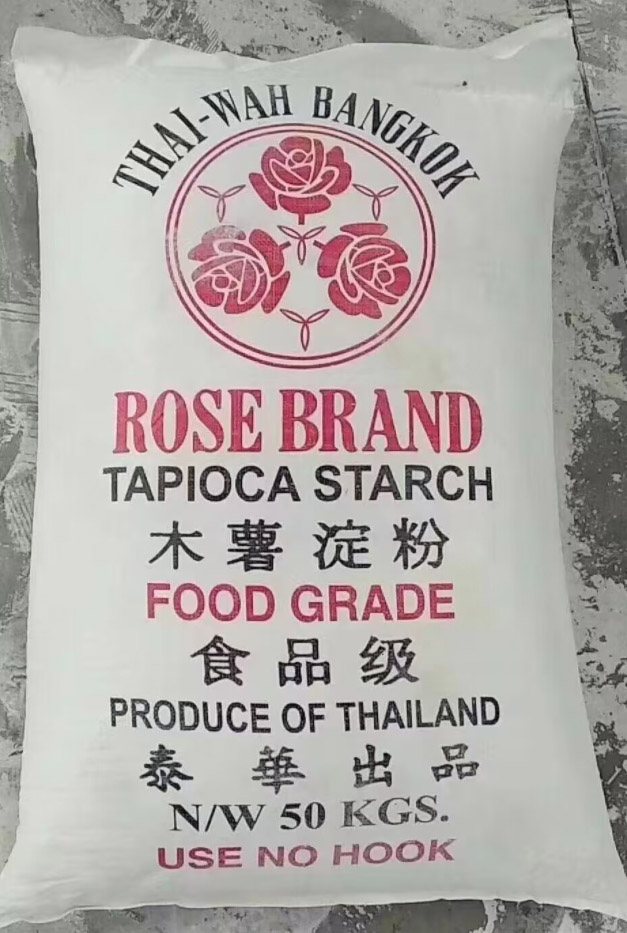 THAI-WAH BANGKOK
ROSE BRAND
TAPIOCA STARCH
木薯淀粉
FOOD GRADE
食品级
PRODUCE OF THAILAND
泰華出品
N/W 50 KGS.
USE NO HOOK